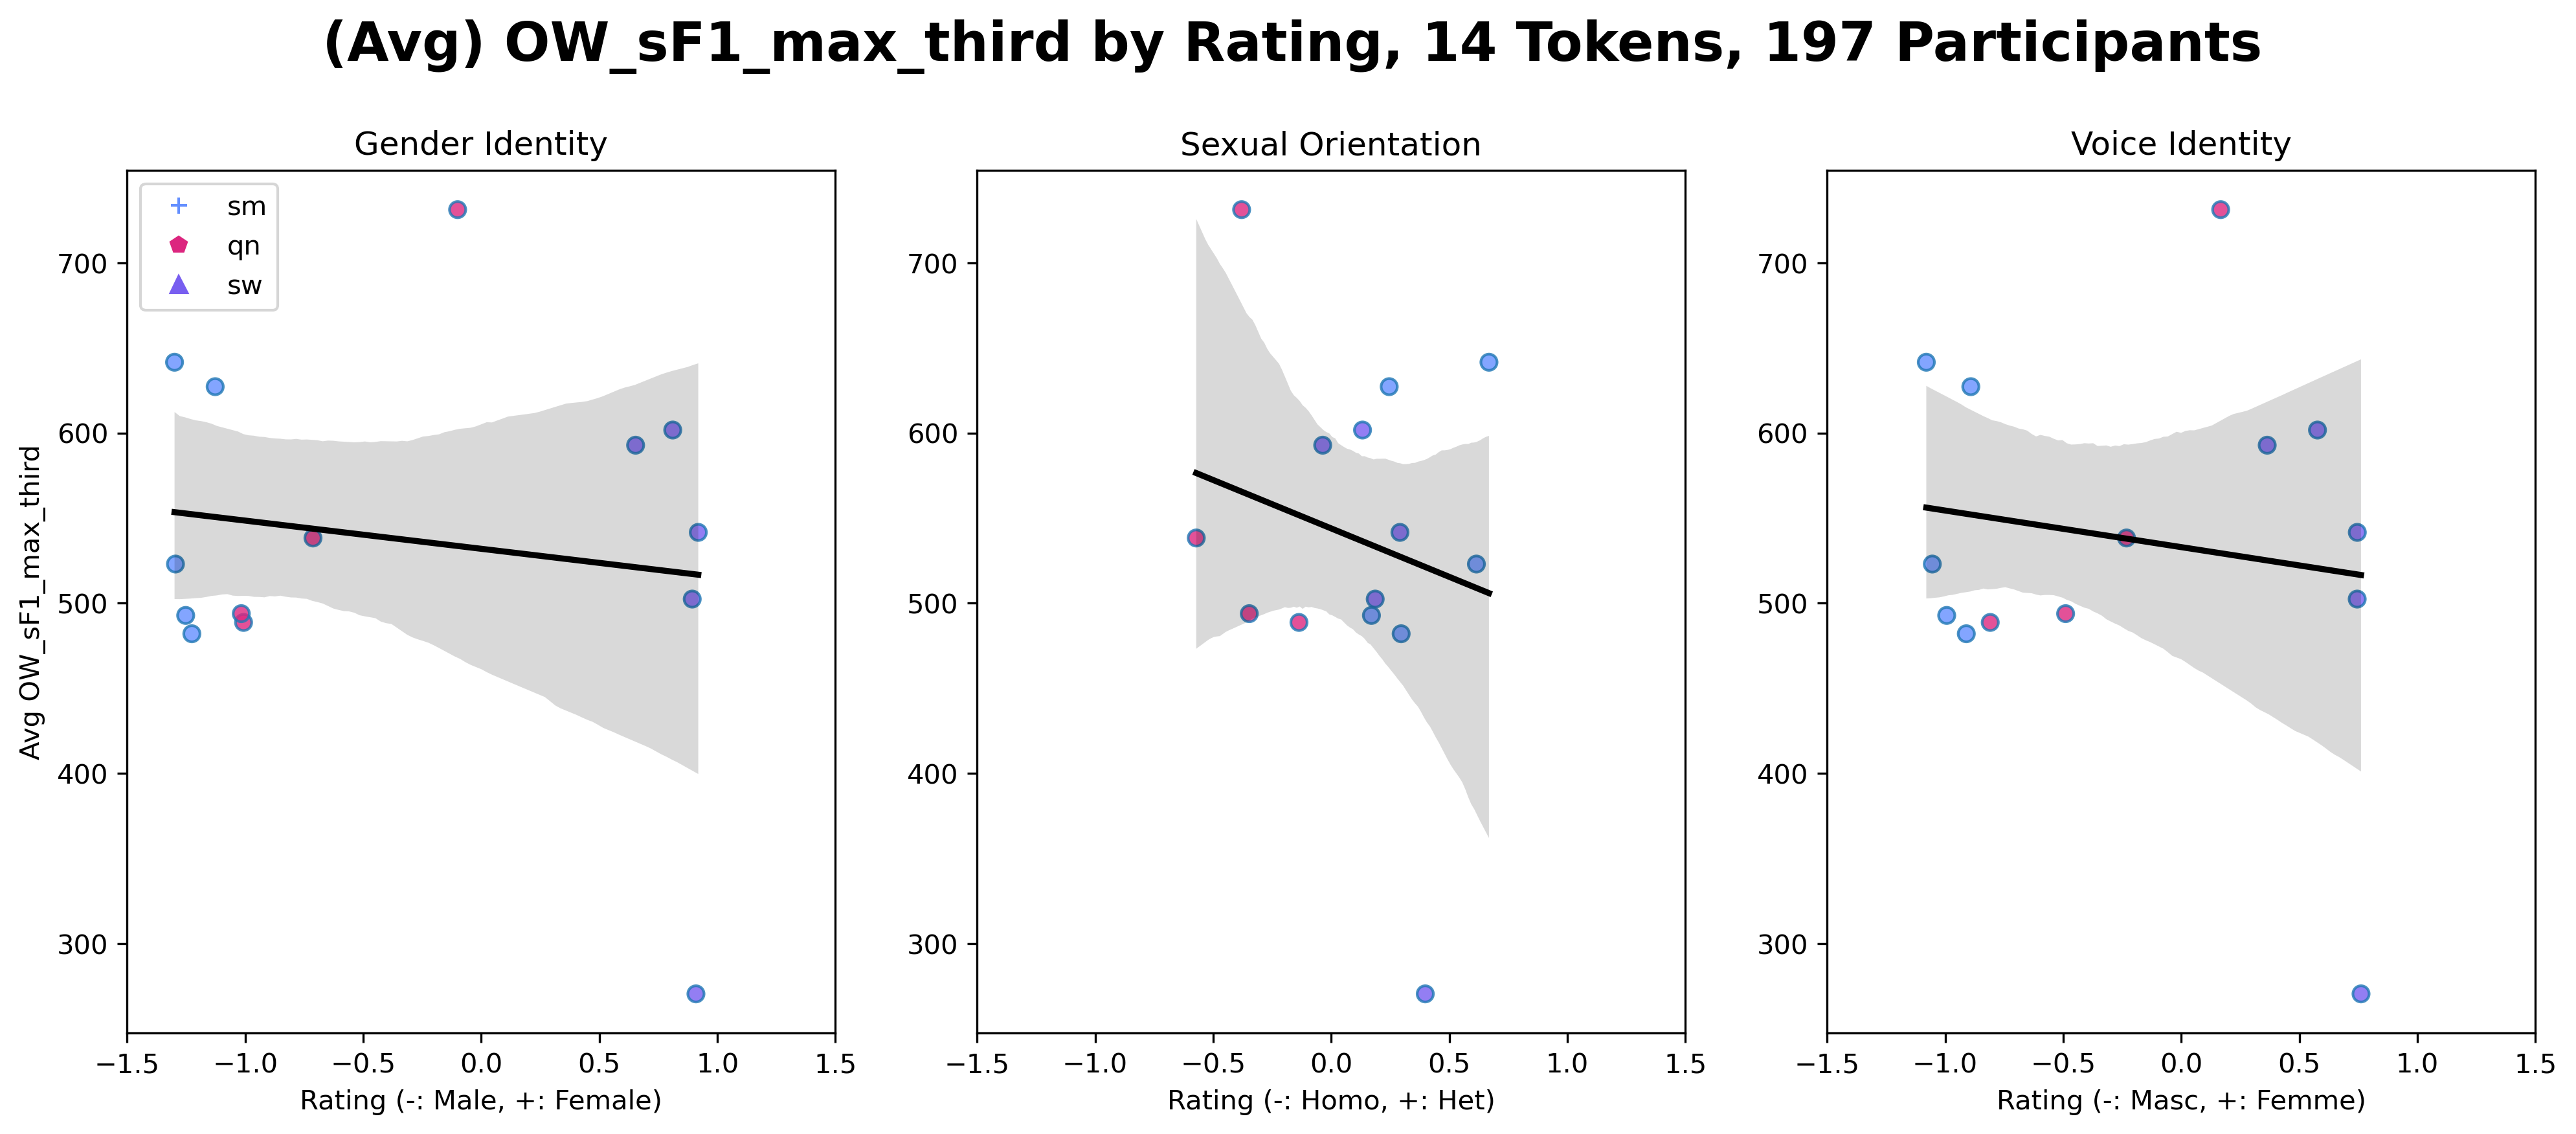 (Avg) OW_sF1_max_third by Rating, 14 Tokens, 197 Participants
Gender Identity
Sexual Orientation
Voice Identity
sm
qn
sw
Avg OW_sF1_max_third
700
600
500
400
300
−1.5 −1.0 −0.5 0.0 0.5 1.0 1.5
Rating (-: Male, +: Female)
700
600
500
400
300
−1.5 −1.0 −0.5 0.0 0.5 1.0 1.5
Rating (-: Homo, +: Het)
700
600
500
400
300
−1.5 −1.0 −0.5 0.0 0.5 1.0 1.5
Rating (-: Masc, +: Femme)